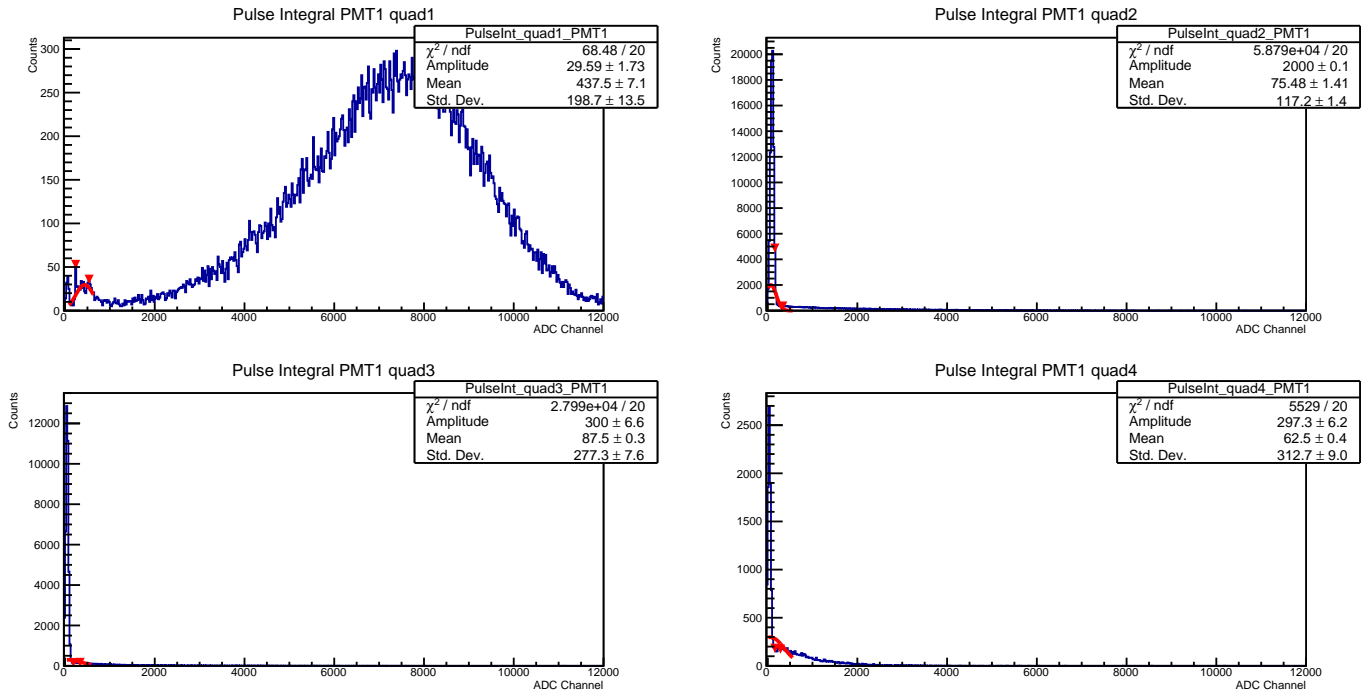 Pulse Integral PMT1 quad1
PulseInt_quad1_PMT1
χ² / ndf 68.48 / 20
Amplitude 29.59 ± 1.73
Mean 437.5 ± 7.1
Std. Dev. 198.7 ± 13.5
Counts
300
250
200
150
100
50
0
0 2000 4000 6000 8000 10000 12000
ADC Channel
Pulse Integral PMT1 quad2
PulseInt_quad2_PMT1
χ² / ndf 5.879e+04 / 20
Amplitude 2000 ± 0.1
Mean 75.48 ± 1.41
Std. Dev. 117.2 ± 1.4
Counts
20000
18000
16000
14000
12000
10000
8000
6000
4000
2000
0
0 2000 4000 6000 8000 10000 12000
ADC Channel
Pulse Integral PMT1 quad3
PulseInt_quad3_PMT1
χ² / ndf 2.799e+04 / 20
Amplitude 300 ± 6.6
Mean 87.5 ± 0.3
Std. Dev. 277.3 ± 7.6
Counts
12000
10000
8000
6000
4000
2000
0
0 2000 4000 6000 8000 10000 12000
ADC Channel
Pulse Integral PMT1 quad4
PulseInt_quad4_PMT1
χ² / ndf 5529 / 20
Amplitude 297.3 ± 6.2
Mean 62.5 ± 0.4
Std. Dev. 312.7 ± 9.0
Counts
2500
2000
1500
1000
500
0
0 2000 4000 6000 8000 10000 12000
ADC Channel